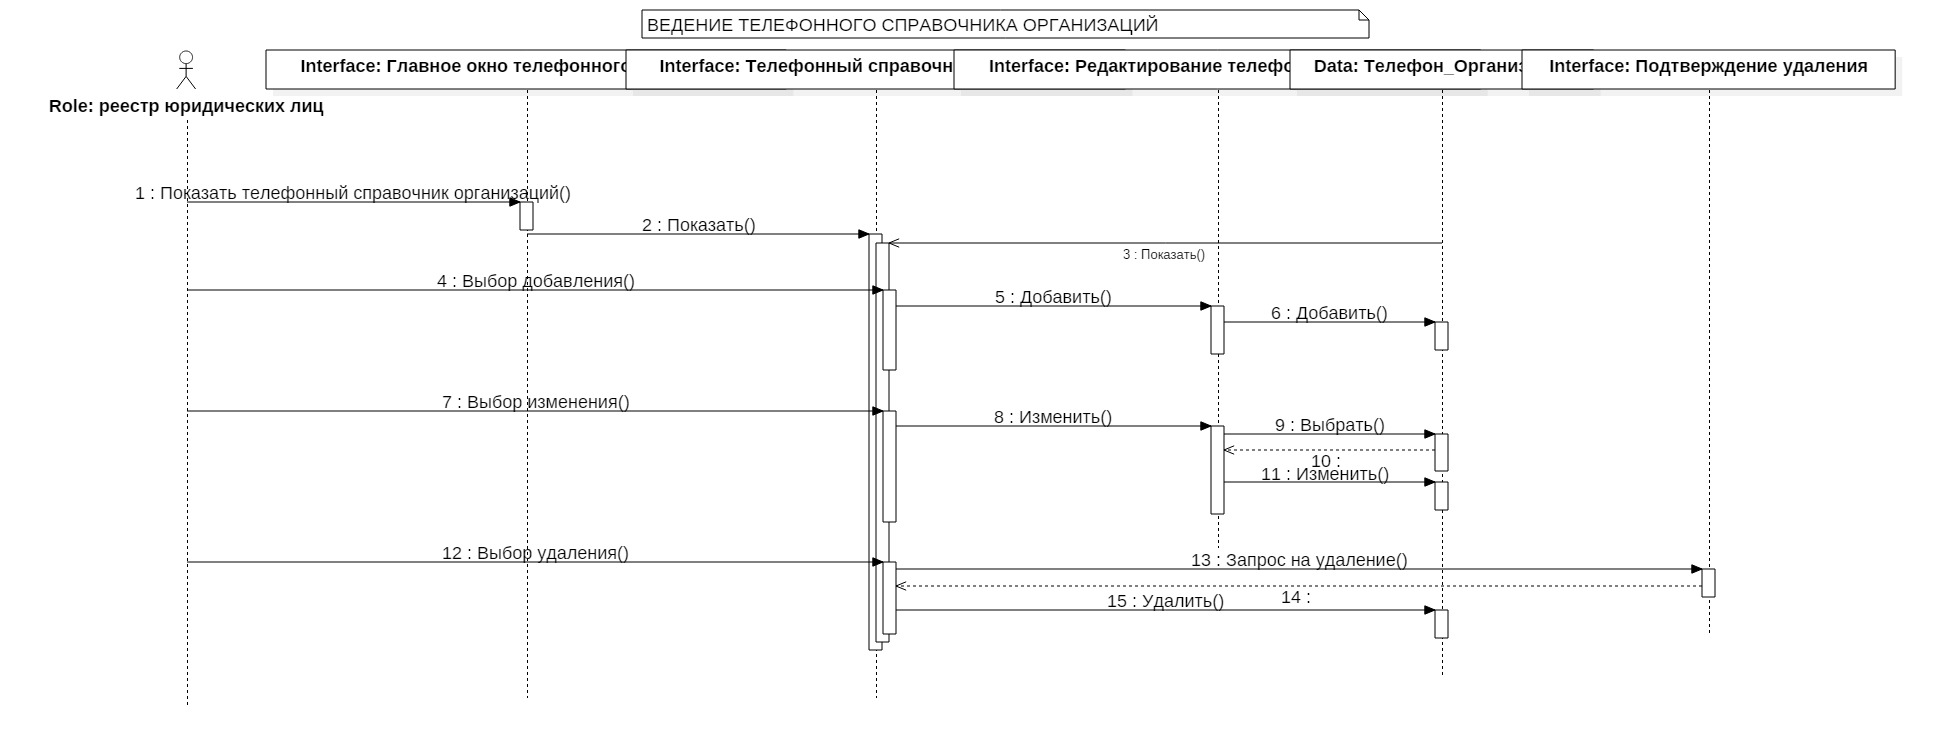 ВЕДЕНИЕ ТЕЛЕФОННОГО СПРАВОЧНИКА ОРГАНИЗАЦИЙ
Interface: Главное окно телефонного
Interface: Телефонный справочн
Interface: Редактирование телефо
Data: Телефон_Организ
Interface: Подтверждение удаления
Role: реестр юридических лиц
1 : Показать телефонный справочник организаций()
2 : Показать()
3 : Показать()
4 : Выбор добавления()
5 : Добавить()
6 : Добавить()
7 : Выбор изменения()
8 : Изменить()
9 : Выбрать()
10 :
11 : Изменить()
12 : Выбор удаления()
13 : Запрос на удаление()
14 :
15 : Удалить()